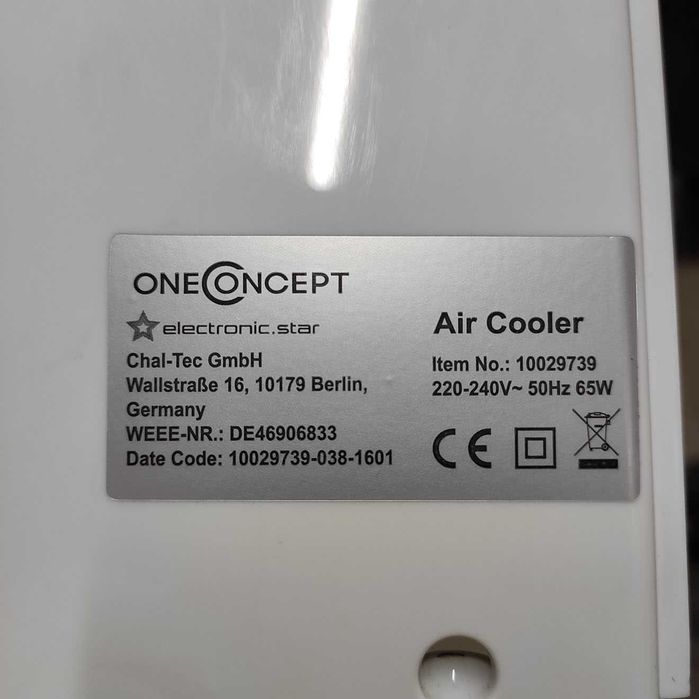 ONECONCEPT
electronic.star
Chal-Tec GmbH
Wallstraße 16, 10179 Berlin,
Germany
WEEE-NR.: DE46906833
Date Code: 10029739-038-1601
Air Cooler
Item No.: 10029739
220-240V~ 50Hz 65W
CE